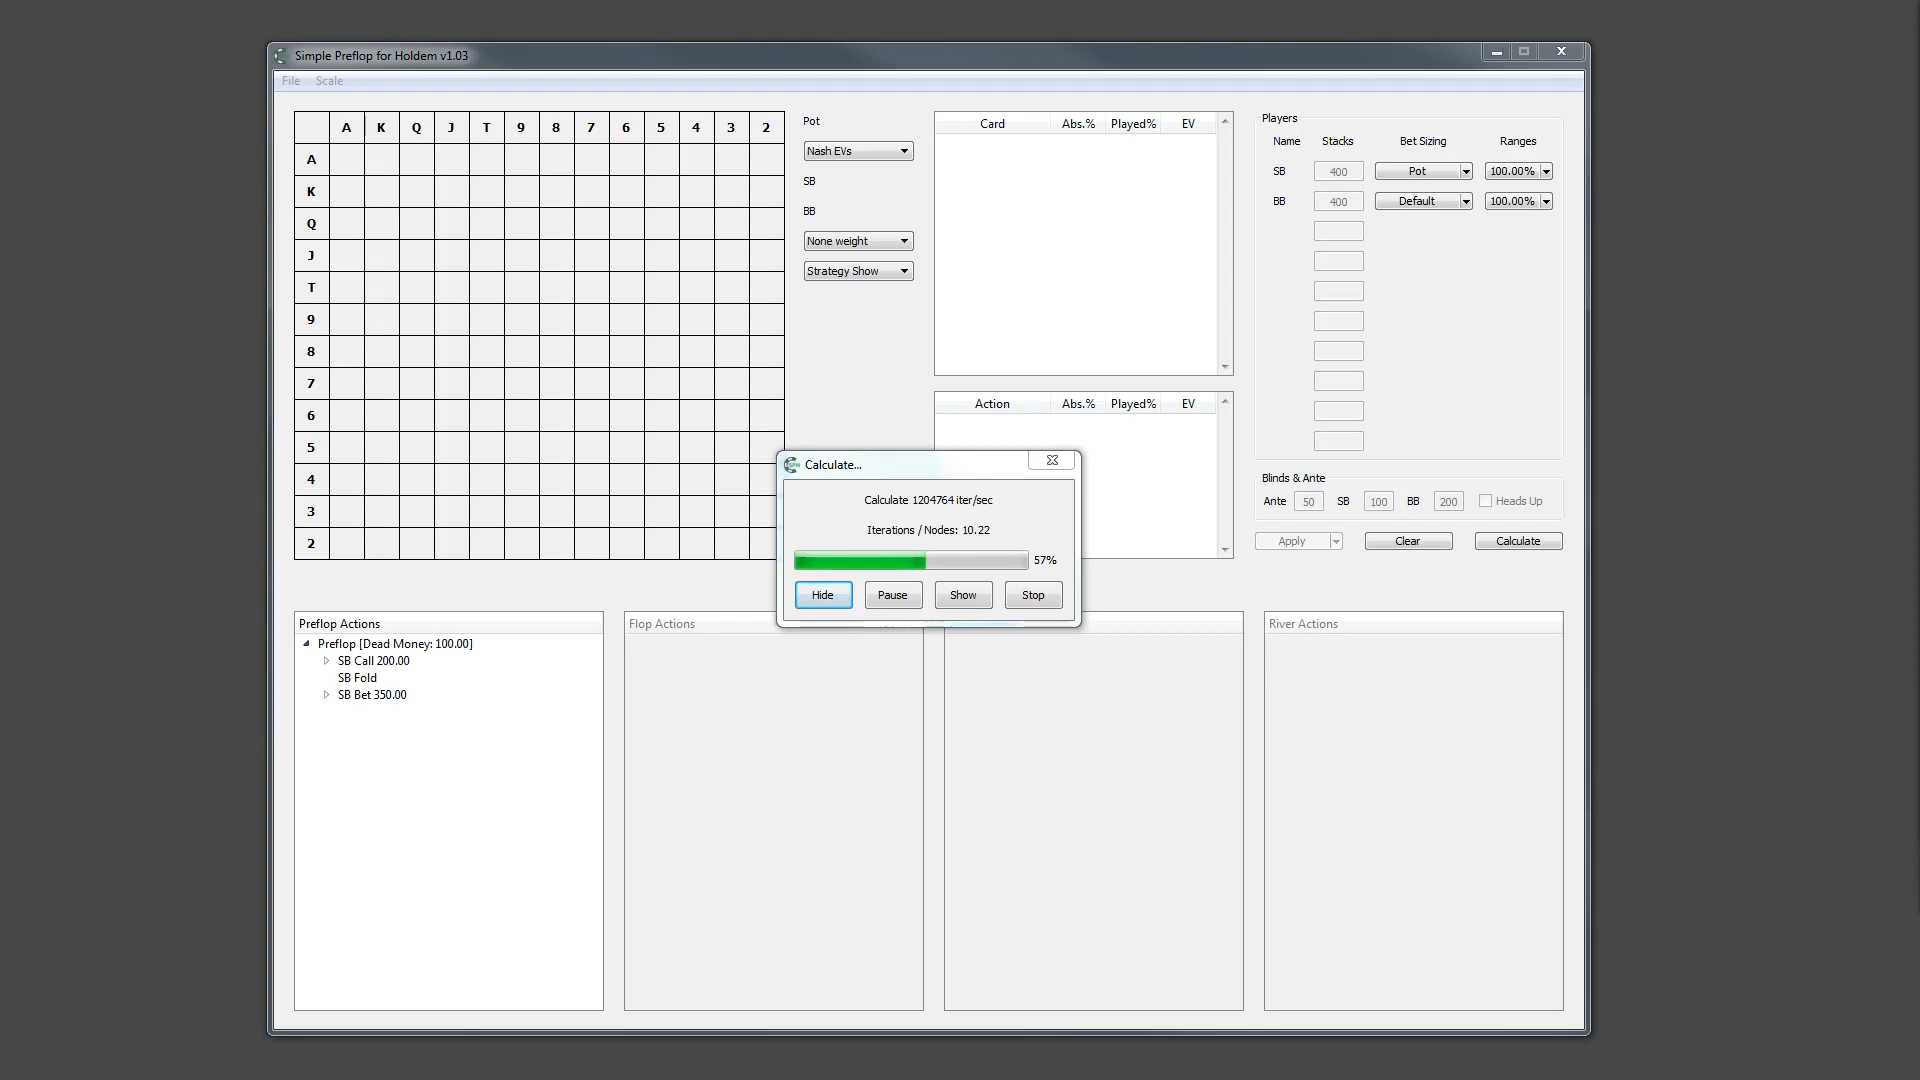 Simple Preflop for Holdem v1.03
File Scale
A K Q J T 9 8 7 6 5 4 3 2
A
K
Q
J
T
9
8
7
6
5
4
3
2
Pot
Nash EVs
SB
BB
None weight
Strategy Show
Card Abs.% Played% EV
Action Abs.% Played% EV
Players
Name Stacks Bet Sizing Ranges
SB 400 Pot 100.00%
BB 400 Default 100.00%
Blinds & Ante
Ante 50 SB 100 BB 200 Heads Up
Apply Clear Calculate
Calculate...
Calculate 1204764 iter/sec
Iterations / Nodes: 10.22
57%
Hide Pause Show Stop
Preflop Actions
Preflop [Dead Money: 100.00]
SB Call 200.00
SB Fold
SB Bet 350.00
Flop Actions
River Actions